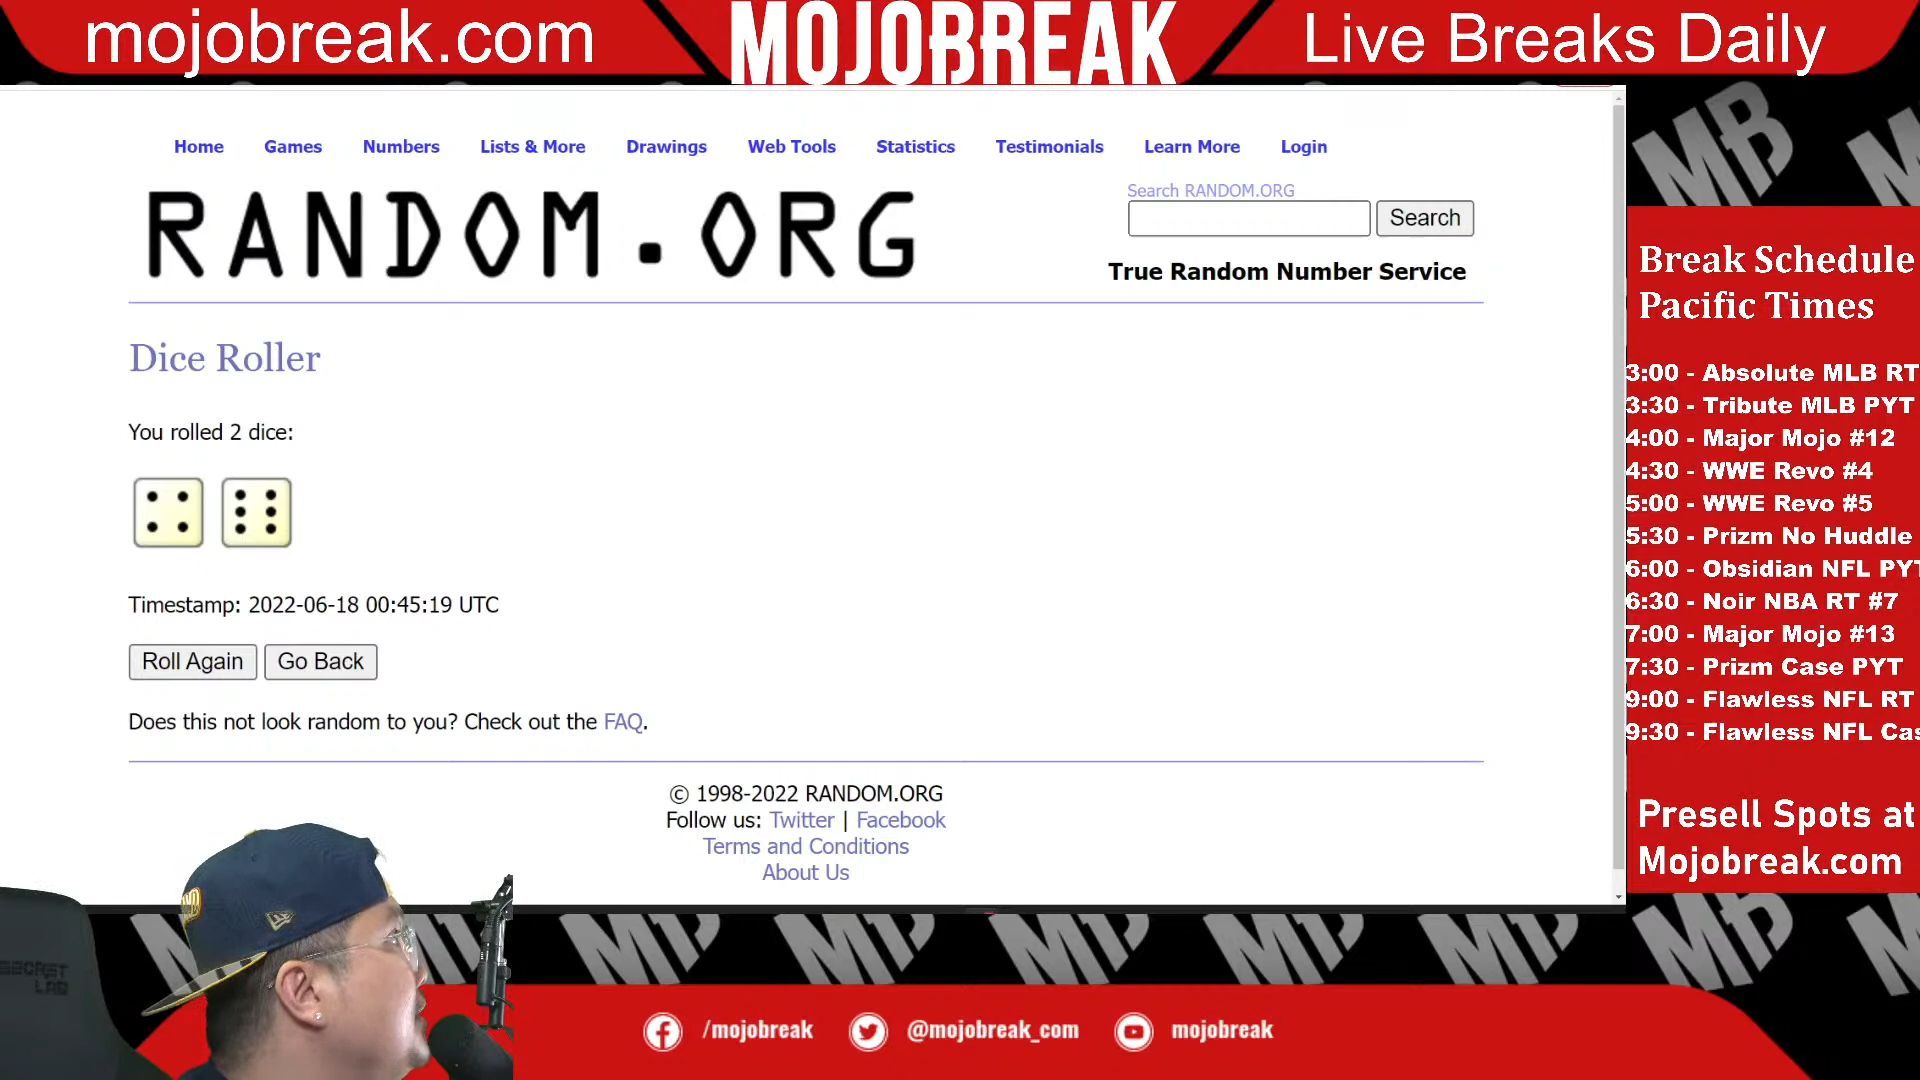 mojobreak.com
MOJOBREAK
Live Breaks Daily
Home Games Numbers Lists & More Drawings Web Tools Statistics Testimonials Learn More Login
RANDOM.ORG
Search RANDOM.ORG
Search
True Random Number Service
Dice Roller
You rolled 2 dice:
Timestamp: 2022-06-18 00:45:19 UTC
Roll Again Go Back
Does this not look random to you? Check out the FAQ.
© 1998-2022 RANDOM.ORG
Follow us: Twitter | Facebook
Terms and Conditions
About Us
Break Schedule
Pacific Times
3:00 - Absolute MLB RT
3:30 - Tribute MLB PYT
4:00 - Major Mojo #12
4:30 - WWE Revo #4
5:00 - WWE Revo #5
5:30 - Prizm No Huddle
6:00 - Obsidian NFL PYT
6:30 - Noir NBA RT #7
7:00 - Major Mojo #13
7:30 - Prizm Case PYT
9:00 - Flawless NFL RT
9:30 - Flawless NFL Cas
Presell Spots at
Mojobreak.com
MB
SECRET
LAB
/mojobreak @mojobreak_com mojobreak